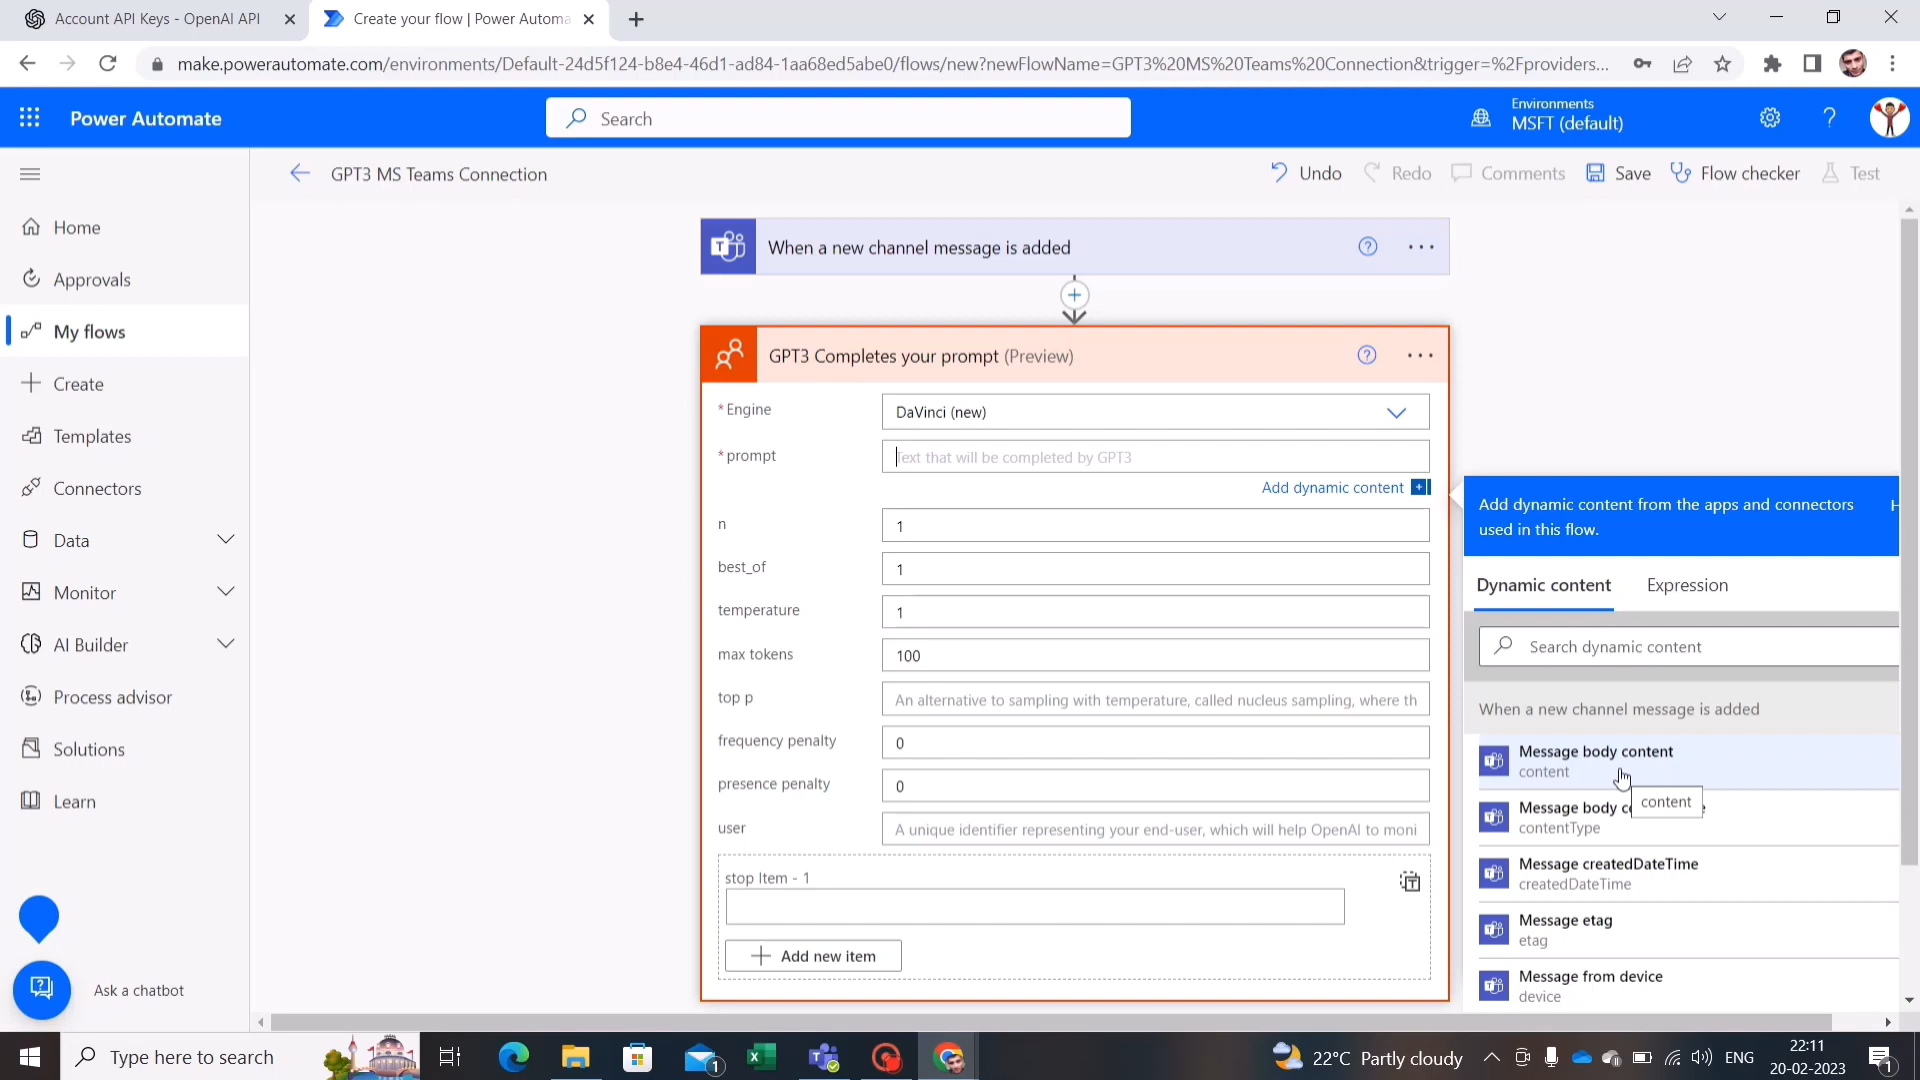 Account API Keys - OpenAI API
Create your flow | Power Automa
make.powerautomate.com/environments/Default-24d5f124-b8e4-46d1-ad84-1aa68ed5abe0/flows/new?newFlowName=GPT3%20MS%20Teams%20Connection&trigger=%2Fproviders...
Power Automate
Search
Environments
MSFT (default)
GPT3 MS Teams Connection
Undo
Redo
Comments
Save
Flow checker
Test
Home
Approvals
My flows
Create
Templates
Connectors
Data
Monitor
AI Builder
Process advisor
Solutions
Learn
Ask a chatbot
When a new channel message is added
GPT3 Completes your prompt (Preview)
* Engine
DaVinci (new)
* prompt
Text that will be completed by GPT3
Add dynamic content
n
1
best_of
1
temperature
1
max tokens
100
top p
An alternative to sampling with temperature, called nucleus sampling, where th
frequency penalty
0
presence penalty
0
user
A unique identifier representing your end-user, which will help OpenAI to moni
stop Item - 1
Add new item
Add dynamic content from the apps and connectors
used in this flow.
H
Dynamic content
Expression
Search dynamic content
When a new channel message is added
Message body content
content
content
Message body
contentType
Message createdDateTime
createdDateTime
Message etag
etag
Message from device
device
Type here to search
1
22°C Partly cloudy
ENG
22:11
20-02-2023
1